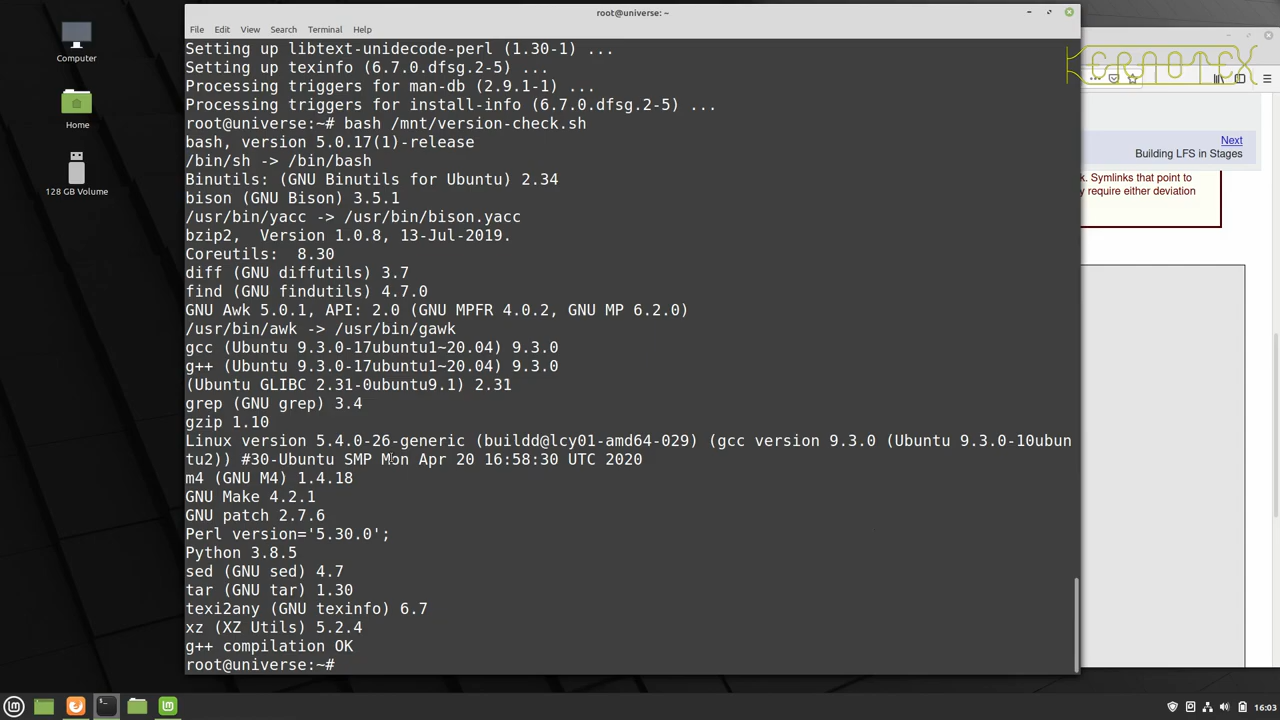 root@universe: ~
File Edit View Search Terminal Help
Computer
Home
128 GB Volume
Setting up libtext-unidecode-perl (1.30-1) ...
Setting up texinfo (6.7.0.dfsg.2-5) ...
Processing triggers for man-db (2.9.1-1) ...
Processing triggers for install-info (6.7.0.dfsg.2-5) ...
root@universe:~# bash /mnt/version-check.sh
bash, version 5.0.17(1)-release
/bin/sh -> /bin/bash
Binutils: (GNU Binutils for Ubuntu) 2.34
bison (GNU Bison) 3.5.1
/usr/bin/yacc -> /usr/bin/bison.yacc
bzip2,  Version 1.0.8, 13-Jul-2019.
Coreutils:  8.30
diff (GNU diffutils) 3.7
find (GNU findutils) 4.7.0
GNU Awk 5.0.1, API: 2.0 (GNU MPFR 4.0.2, GNU MP 6.2.0)
/usr/bin/awk -> /usr/bin/gawk
gcc (Ubuntu 9.3.0-17ubuntu1~20.04) 9.3.0
g++ (Ubuntu 9.3.0-17ubuntu1~20.04) 9.3.0
(Ubuntu GLIBC 2.31-0ubuntu9.1) 2.31
grep (GNU grep) 3.4
gzip 1.10
Linux version 5.4.0-26-generic (buildd@lcy01-amd64-029) (gcc version 9.3.0 (Ubuntu 9.3.0-10ubun
tu2)) #30-Ubuntu SMP Mon Apr 20 16:58:30 UTC 2020
m4 (GNU M4) 1.4.18
GNU Make 4.2.1
GNU patch 2.7.6
Perl version='5.30.0';
Python 3.8.5
sed (GNU sed) 4.7
tar (GNU tar) 1.30
texi2any (GNU texinfo) 6.7
xz (XZ Utils) 5.2.4
g++ compilation OK
root@universe:~#
Next
Building LFS in Stages
k. Symlinks that point to
y require either deviation
16:03